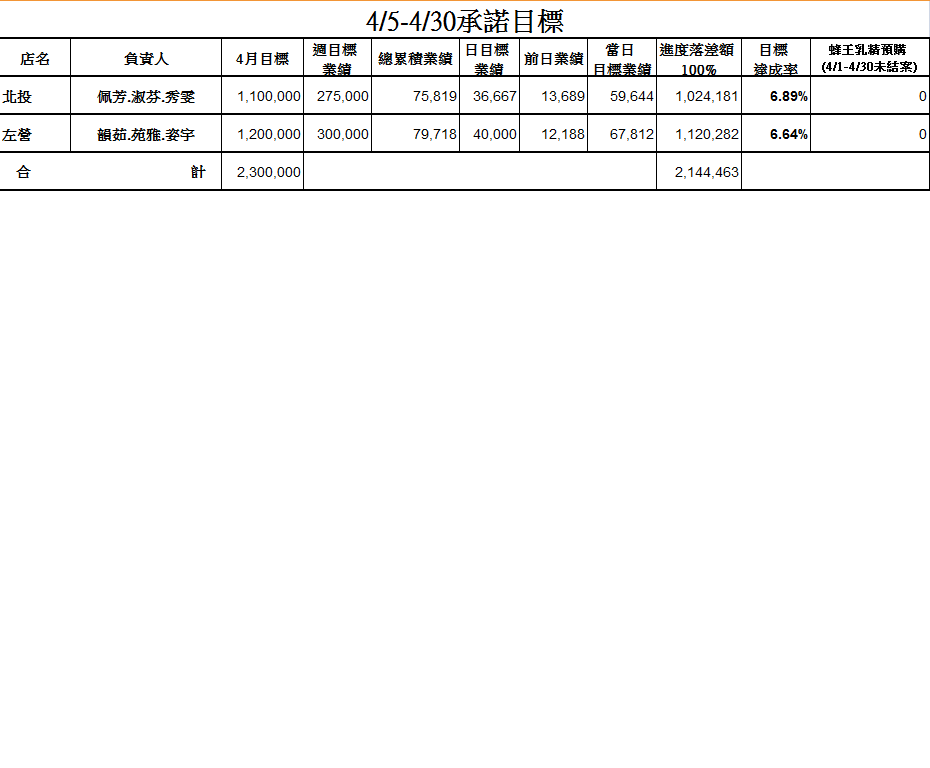 4/5-4/30承諾目標
店名 負責人 4月目標 週目標業績 總累積業績 日目標業績 前日業績 當日目標業績 進度落差額100% 目標達成率 蜂王乳精預購(4/1-4/30未結案)
北投 佩芳.淑芬.秀雯 1,100,000 275,000 75,819 36,667 13,689 59,644 1,024,181 6.89% 0
左營 韻茹.苑雅.姿宇 1,200,000 300,000 79,718 40,000 12,188 67,812 1,120,282 6.64% 0
合計 2,300,000 2,144,463